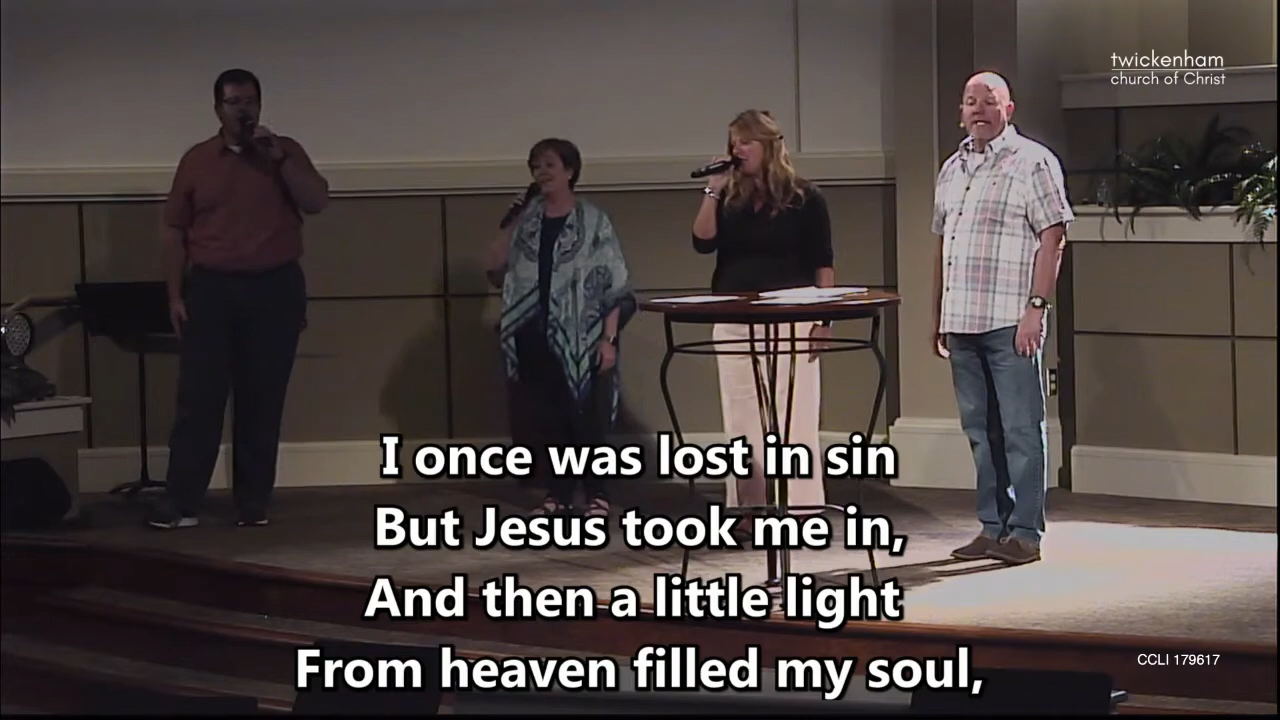 twickenham
church of Christ
I once was lost in sin
But Jesus took me in,
And then a little light
From heaven filled my soul,
CCLI 179617